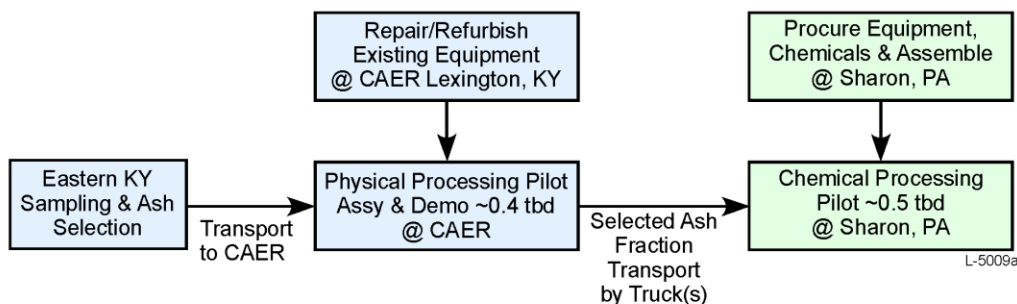 Repair/Refurbish
Existing Equipment
@ CAER Lexington, KY
Procure Equipment,
Chemicals & Assemble
@ Sharon, PA
Eastern KY
Sampling & Ash
Selection
Transport
to CAER
Physical Processing Pilot
Assy & Demo ~0.4 tbd
@ CAER
Selected Ash
Fraction
Transport
by Truck(s)
Chemical Processing
Pilot ~0.5 tbd
@ Sharon, PA
L-5009a